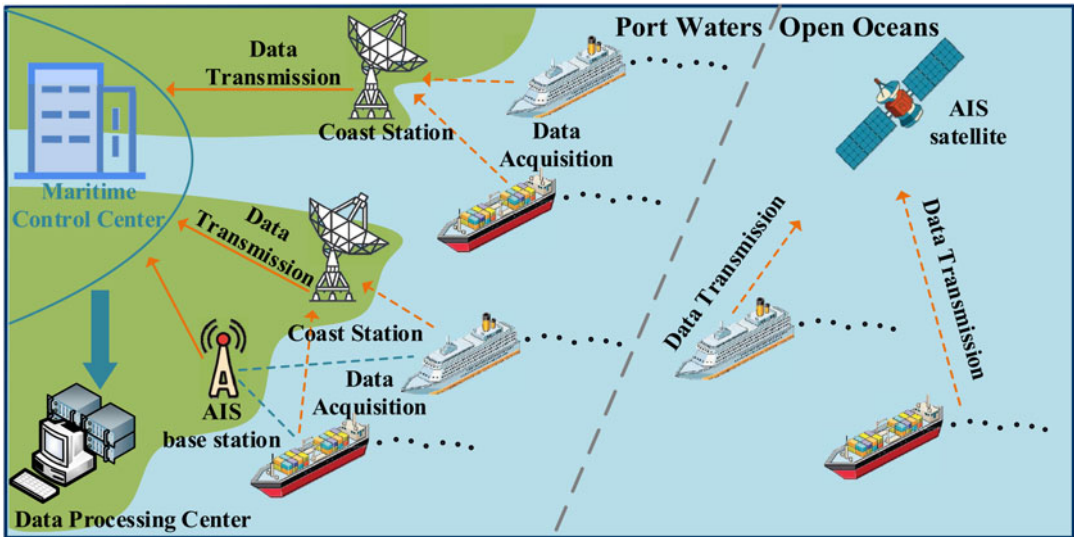 Port Waters
Open Oceans
Data
Transmission
Coast Station
Data
Acquisition
AIS
satellite
Maritime
Control Center
Data
Transmission
Coast Station
Data
Acquisition
AIS
base station
Data Processing Center
Data Transmission
Data Transmission